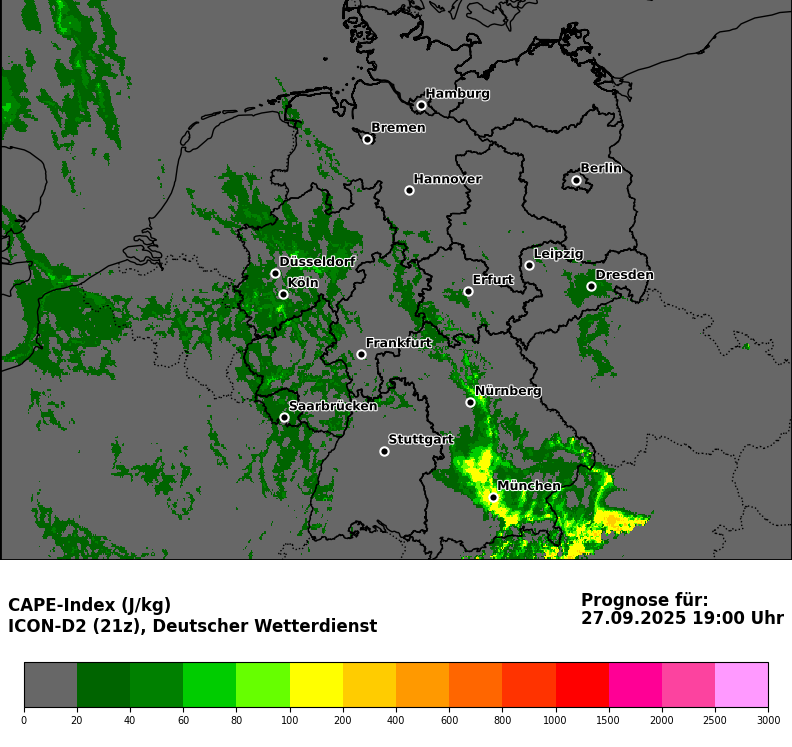 Hamburg
Bremen
Berlin
Hannover
Leipzig
Düsseldorf
Dresden
Köln
Erfurt
Frankfurt
Nürnberg
Saarbrücken
Stuttgart
München
CAPE-Index (J/kg)
ICON-D2 (21z), Deutscher Wetterdienst
Prognose für:
27.09.2025 19:00 Uhr
0 20 40 60 80 100 200 400 600 800 1000 1500 2000 2500 3000